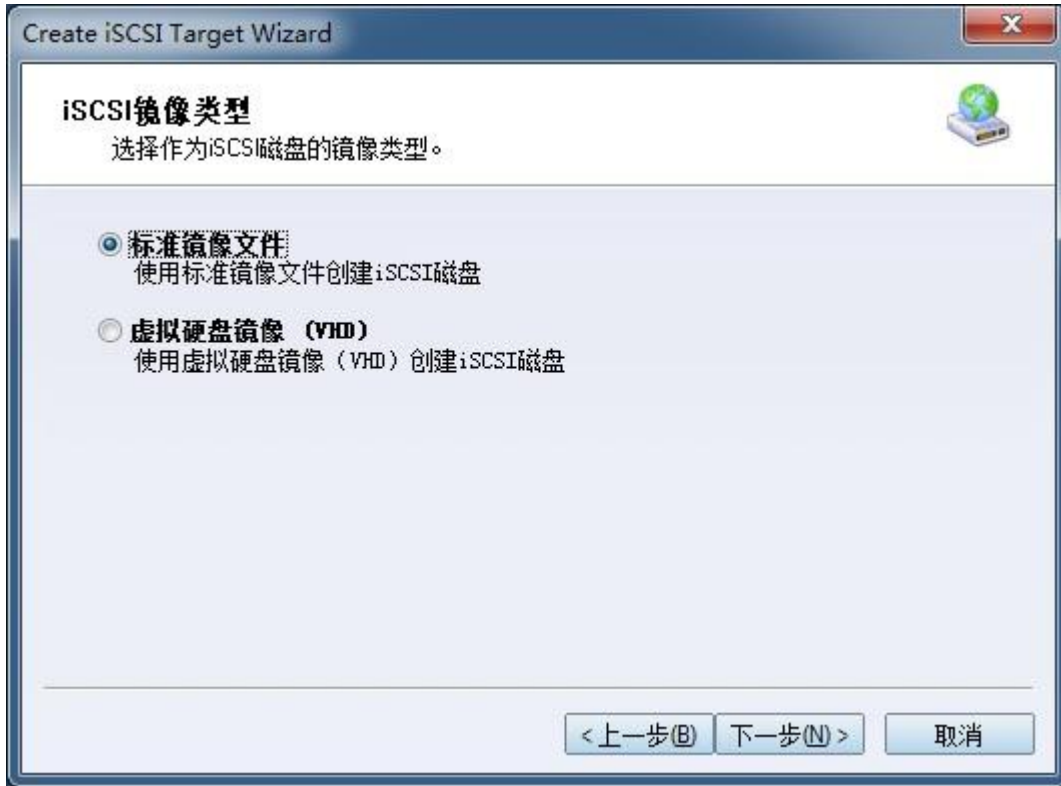 Create iSCSI Target Wizard
iSCSI镜像类型
选择作为iSCSI磁盘的镜像类型。
标准镜像文件
使用标准镜像文件创建iSCSI磁盘
虚拟硬盘镜像 (VHD)
使用虚拟硬盘镜像（VHD）创建iSCSI磁盘
<上一步(B) 下一步(N)> 取消